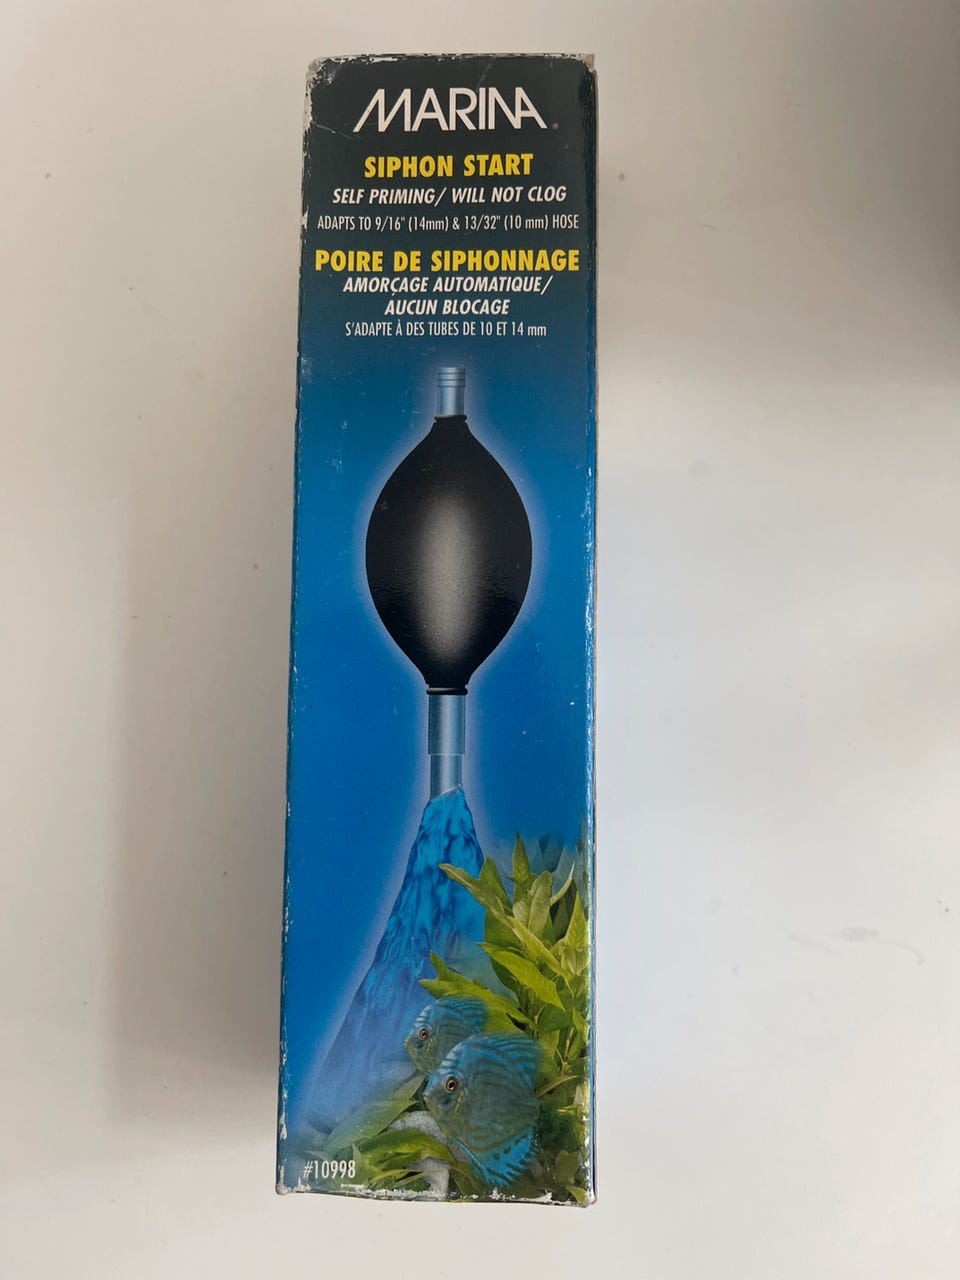 MARINA
SIPHON START
SELF PRIMING/ WILL NOT CLOG
ADAPTS TO 9/16" (14mm) & 13/32" (10 mm) HOSE
POIRE DE SIPHONNAGE
AMORÇAGE AUTOMATIQUE/
AUCUN BLOCAGE
S'ADAPTE À DES TUBES DE 10 ET 14 mm
#10998